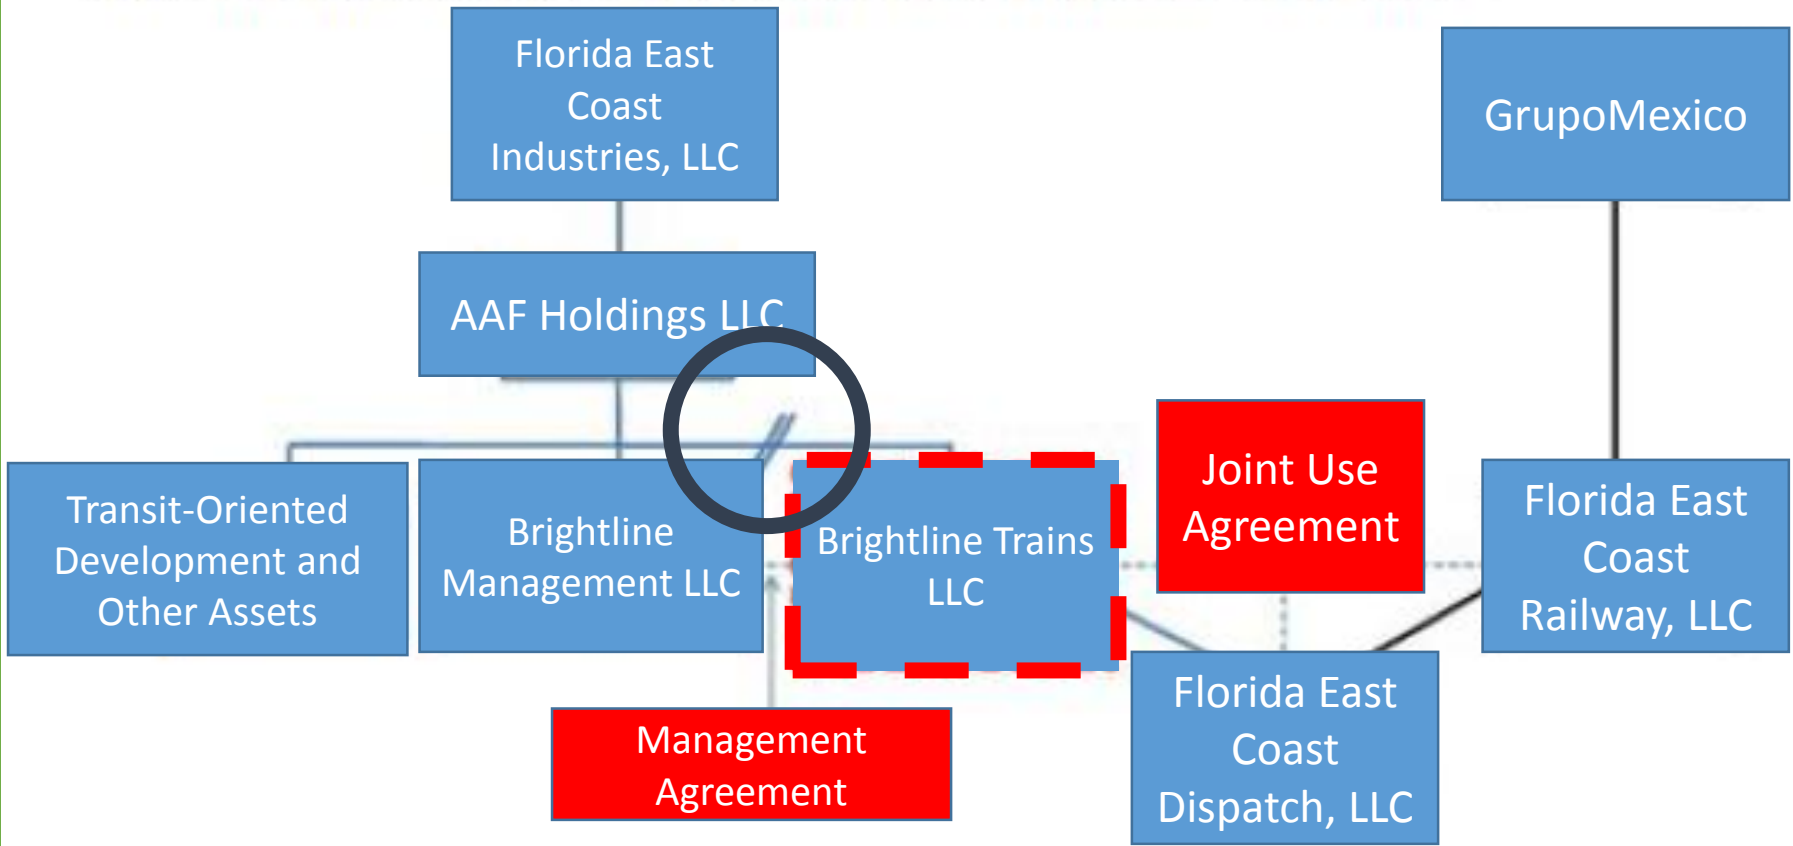 Florida East
Coast
Industries, LLC
GrupoMexico
AAF Holdings LLC
Transit-Oriented
Development and
Other Assets
Brightline
Management LLC
Brightline Trains
LLC
Joint Use
Agreement
Florida East
Coast
Railway, LLC
Management
Agreement
Florida East
Coast
Dispatch, LLC